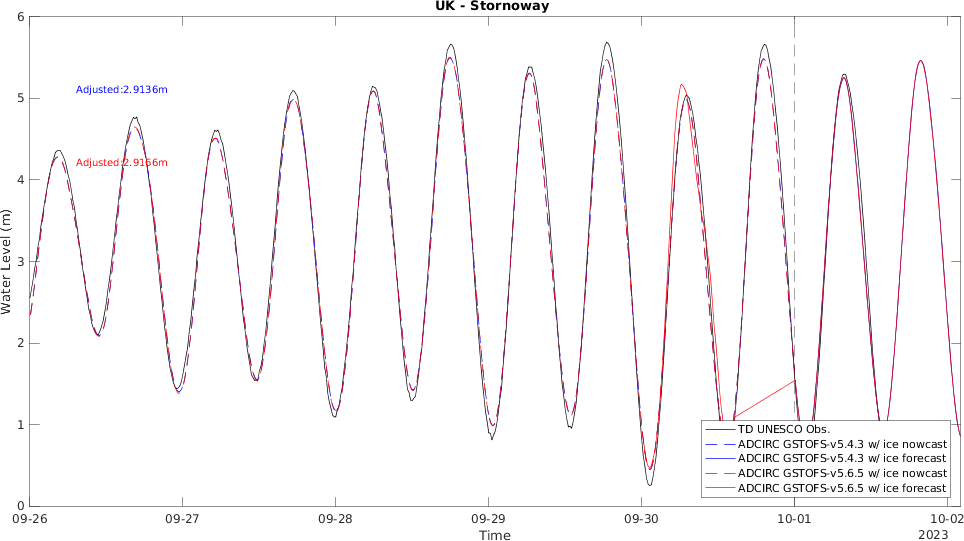 UK - Stornoway
6
5
4
3
2
1
0
Water Level (m)
Adjusted:2.9136m
Adjusted:2.9156m
TD UNESCO Obs.
ADCIRC GSTOFS-v5.4.3 w/ ice nowcast
ADCIRC GSTOFS-v5.4.3 w/ ice forecast
ADCIRC GSTOFS-v5.6.5 w/ ice nowcast
ADCIRC GSTOFS-v5.6.5 w/ ice forecast
09-26 09-27 09-28 09-29 09-30 10-01 10-02
Time
2023